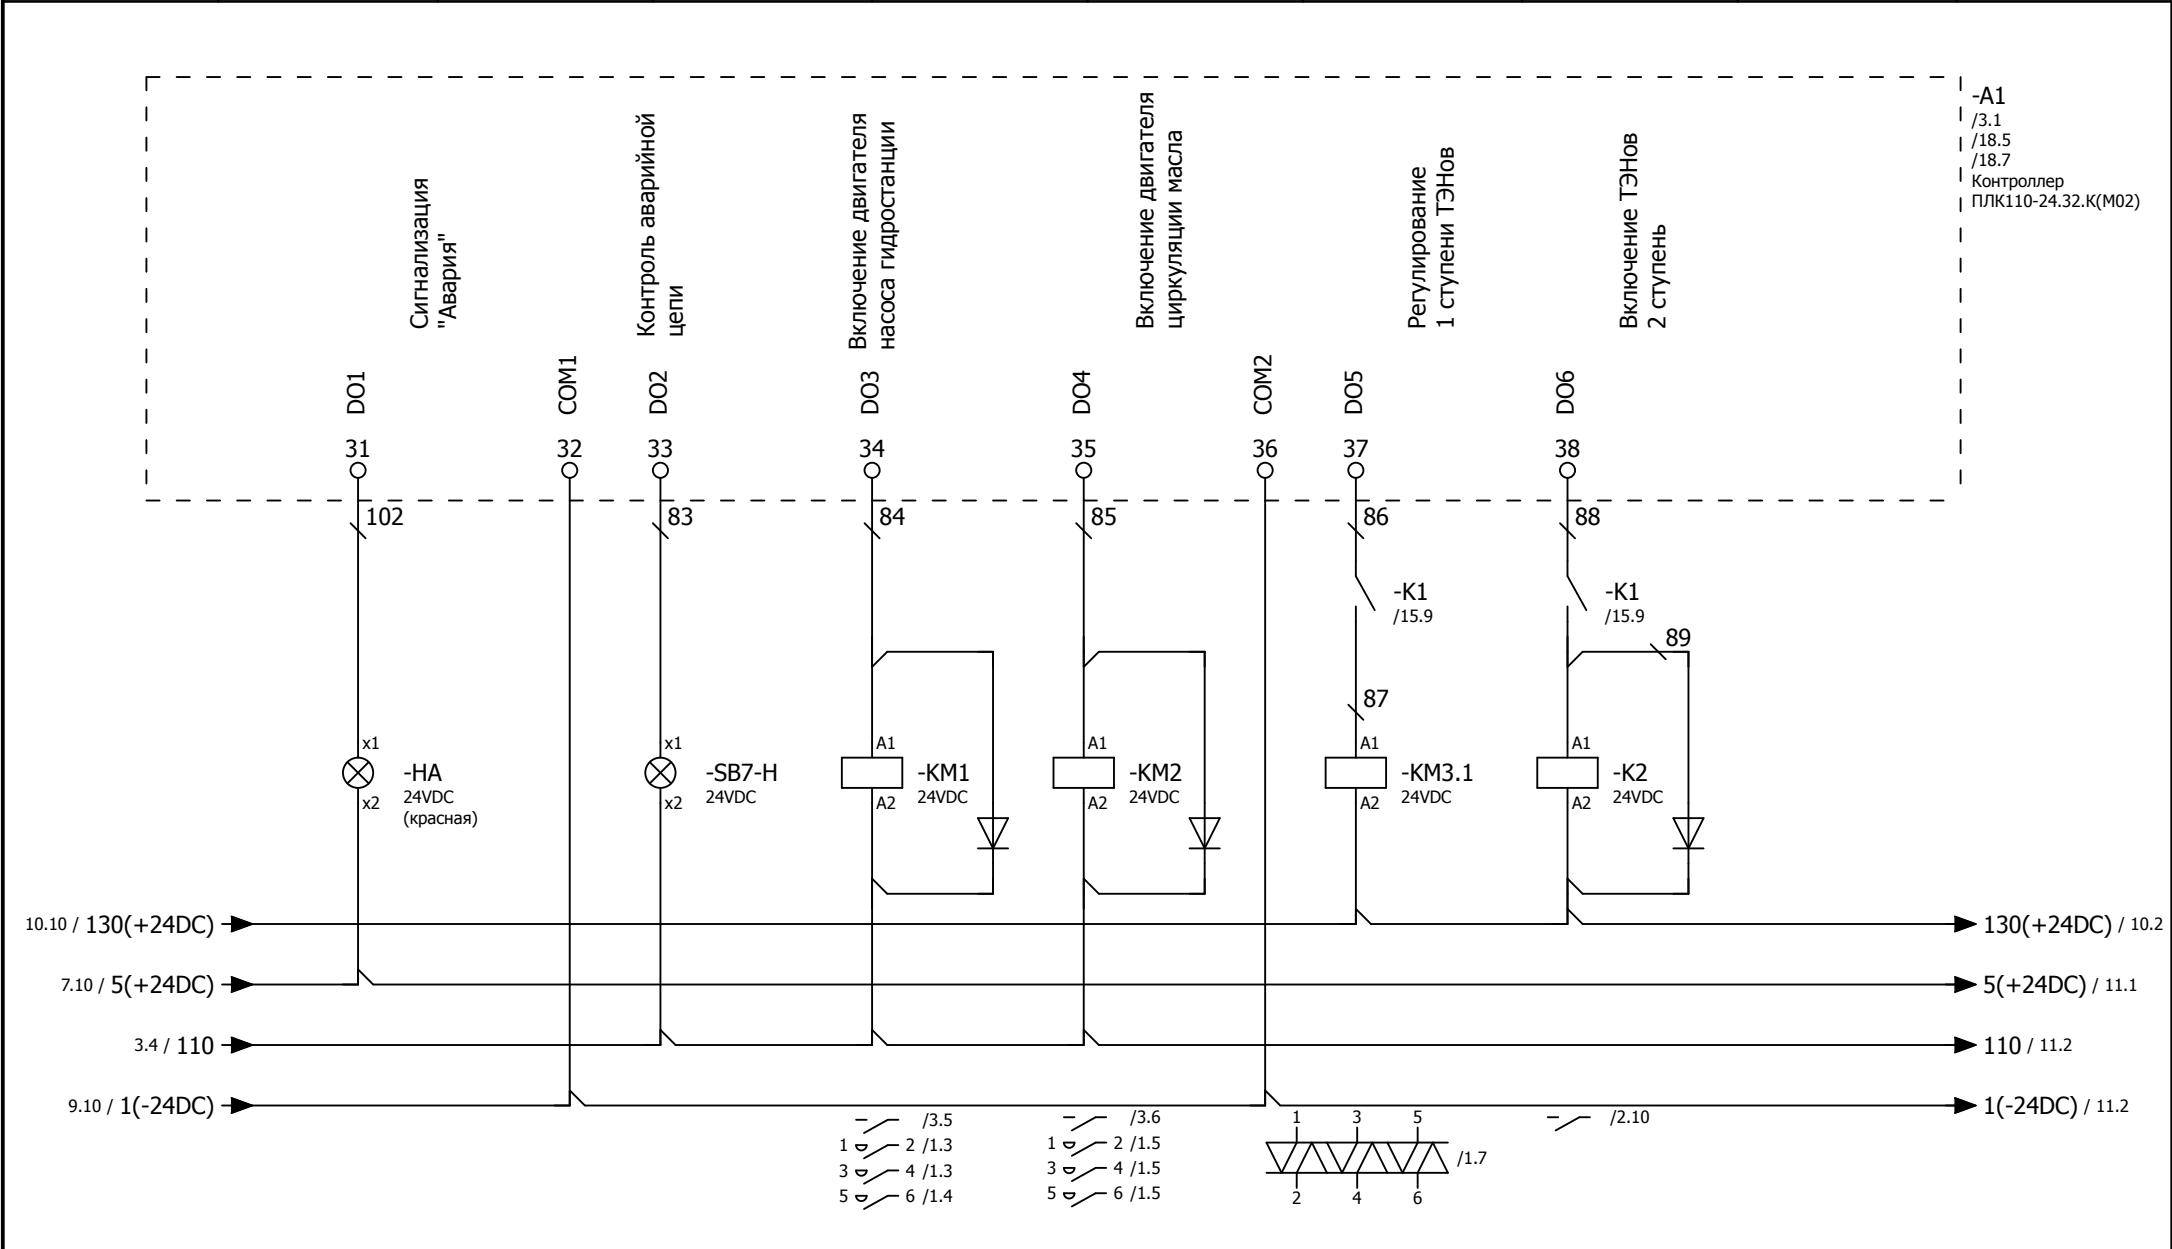 -A1
/3.1
/18.5
/18.7
Контроллер
ПЛК110-24.32.К(М02)
Сигнализация
"Авария"
Контроль аварийной
цепи
Включение двигателя
насоса гидростанции
Включение двигателя
циркуляции масла
Регулирование
1 ступени ТЭНов
Включение ТЭНов
2 ступень
DO1
COM1
DO2
DO3
DO4
COM2
DO5
DO6
31
32
33
34
35
36
37
38
102
83
84
85
86
88
-K1
/15.9
-K1
/15.9
89
87
x1
-HA
24VDC
x2
(красная)
x1
-SB7-H
24VDC
x2
A1
-KM1
24VDC
A2
A1
-KM2
24VDC
A2
A1
-KM3.1
24VDC
A2
A1
-K2
24VDC
A2
10.10 / 130(+24DC)
130(+24DC) / 10.2
7.10 / 5(+24DC)
5(+24DC) / 11.1
3.4 / 110
110 / 11.2
9.10 / 1(-24DC)
1(-24DC) / 11.2
/3.5
1 2 /1.3
3 4 /1.3
5 6 /1.4
/3.6
1 2 /1.5
3 4 /1.5
5 6 /1.5
1 3 5
/1.7
2 4 6
/2.10